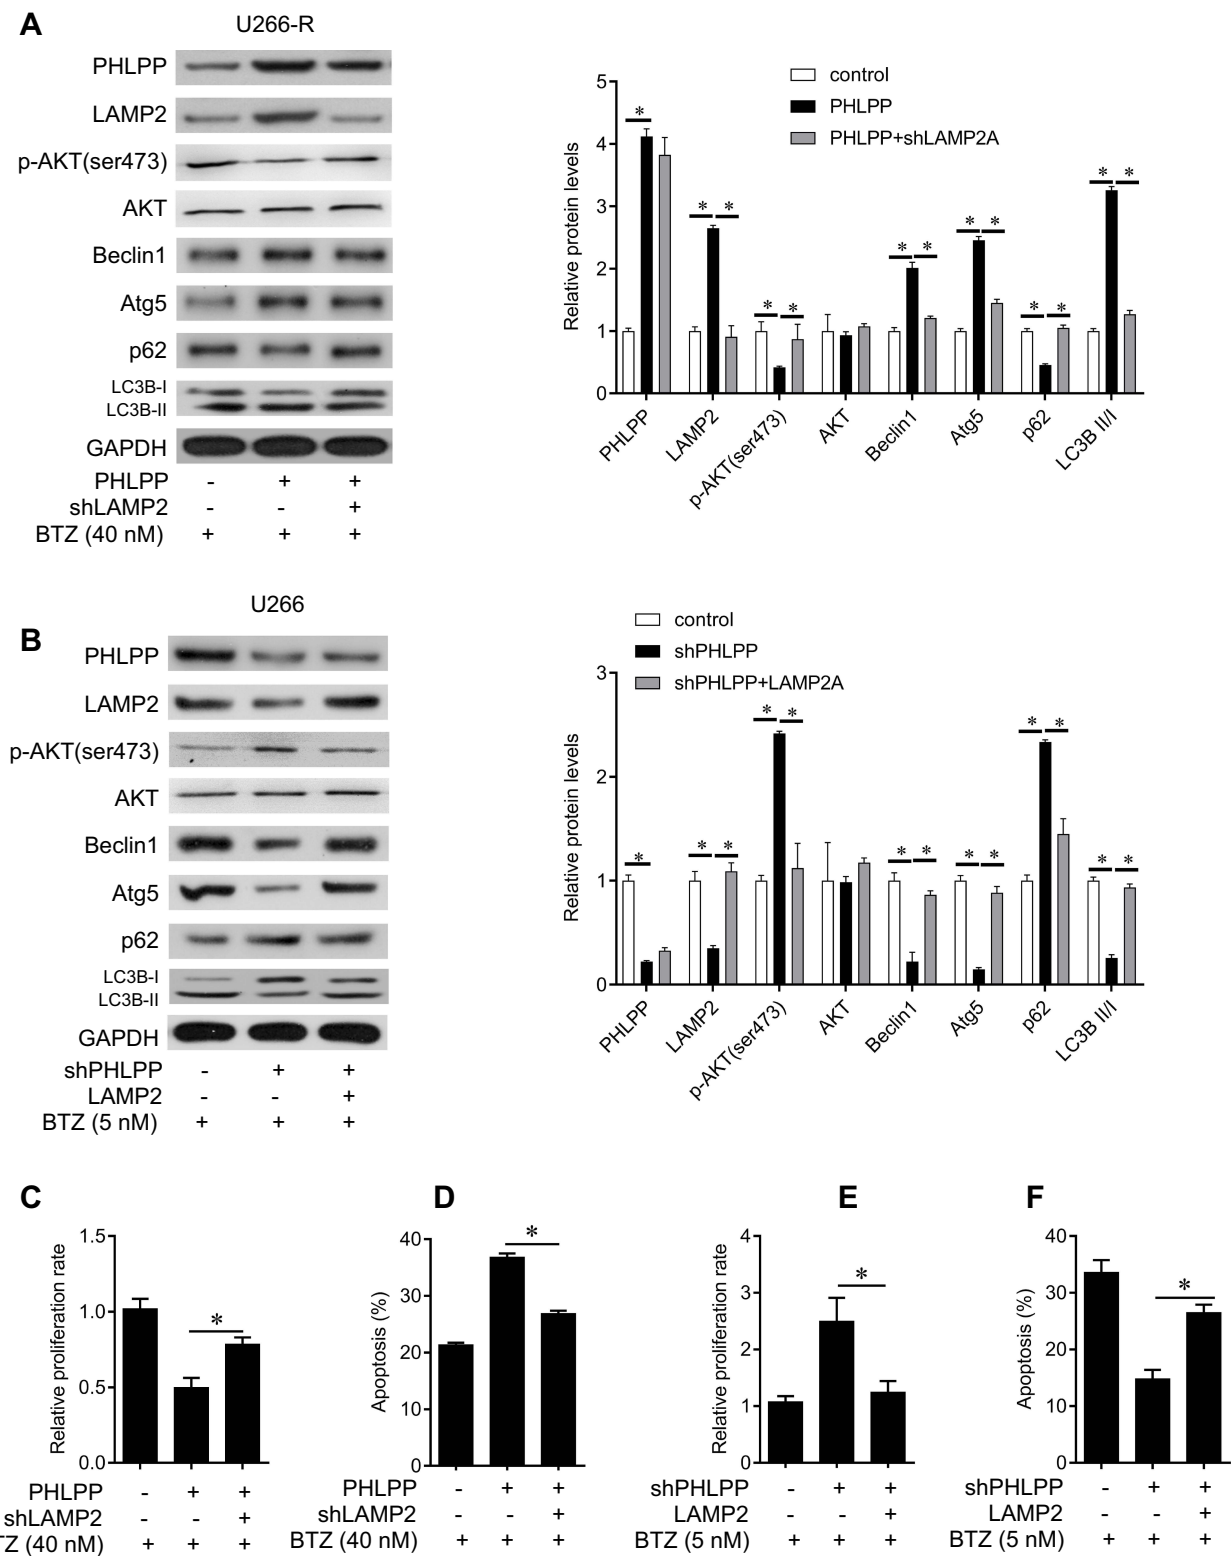 A
U266-R
PHLPP
LAMP2
p-AKT(ser473)
AKT
Beclin1
Atg5
p62
LC3B-I
LC3B-II
GAPDH
PHLPP - + +
shLAMP2 - - +
BTZ (40 nM) + + +
control
PHLPP
PHLPP+shLAMP2A
Relative protein levels
5
4
3
2
1
0
* * * * * * * * * * * * *
PHLPP LAMP2 p-AKT(ser473) AKT Beclin1 Atg5 p62 LC3B II/I
B
U266
PHLPP
LAMP2
p-AKT(ser473)
AKT
Beclin1
Atg5
p62
LC3B-I
LC3B-II
GAPDH
shPHLPP - + +
LAMP2 - - +
BTZ (5 nM) + + +
control
shPHLPP
shPHLPP+LAMP2A
Relative protein levels
3
2
1
0
* * * * * * * * * * * * *
PHLPP LAMP2 p-AKT(ser473) AKT Beclin1 Atg5 p62 LC3B II/I
C
Relative proliferation rate
1.5
1.0
0.5
0.0
*
PHLPP - + +
shLAMP2 - - +
TZ (40 nM) + + +
D
Apoptosis (%)
40
30
20
10
0
*
PHLPP - + +
shLAMP2 - - +
BTZ (40 nM) + + +
E
Relative proliferation rate
4
3
2
1
0
*
shPHLPP - + +
LAMP2 - - +
BTZ (5 nM) + + +
F
Apoptosis (%)
40
30
20
10
0
*
shPHLPP - + +
LAMP2 - - +
BTZ (5 nM) + + +